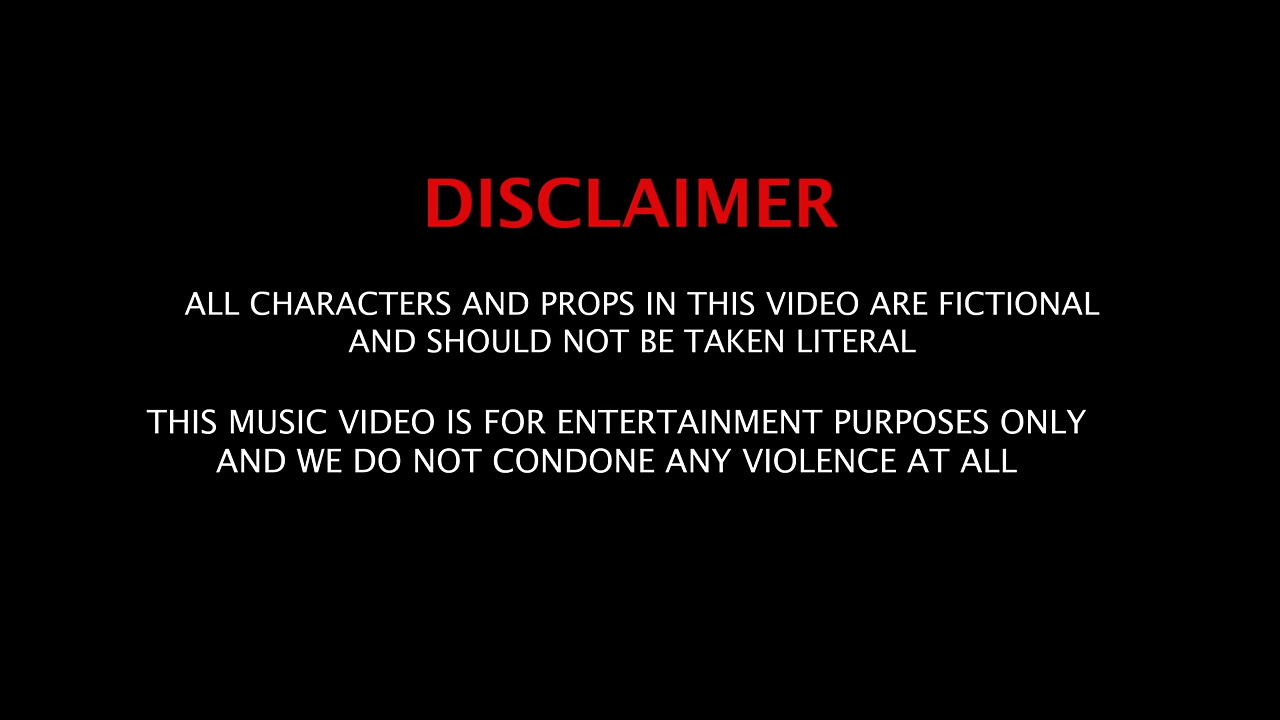 DISCLAIMER
ALL CHARACTERS AND PROPS IN THIS VIDEO ARE FICTIONAL
AND SHOULD NOT BE TAKEN LITERAL
THIS MUSIC VIDEO IS FOR ENTERTAINMENT PURPOSES ONLY
AND WE DO NOT CONDONE ANY VIOLENCE AT ALL